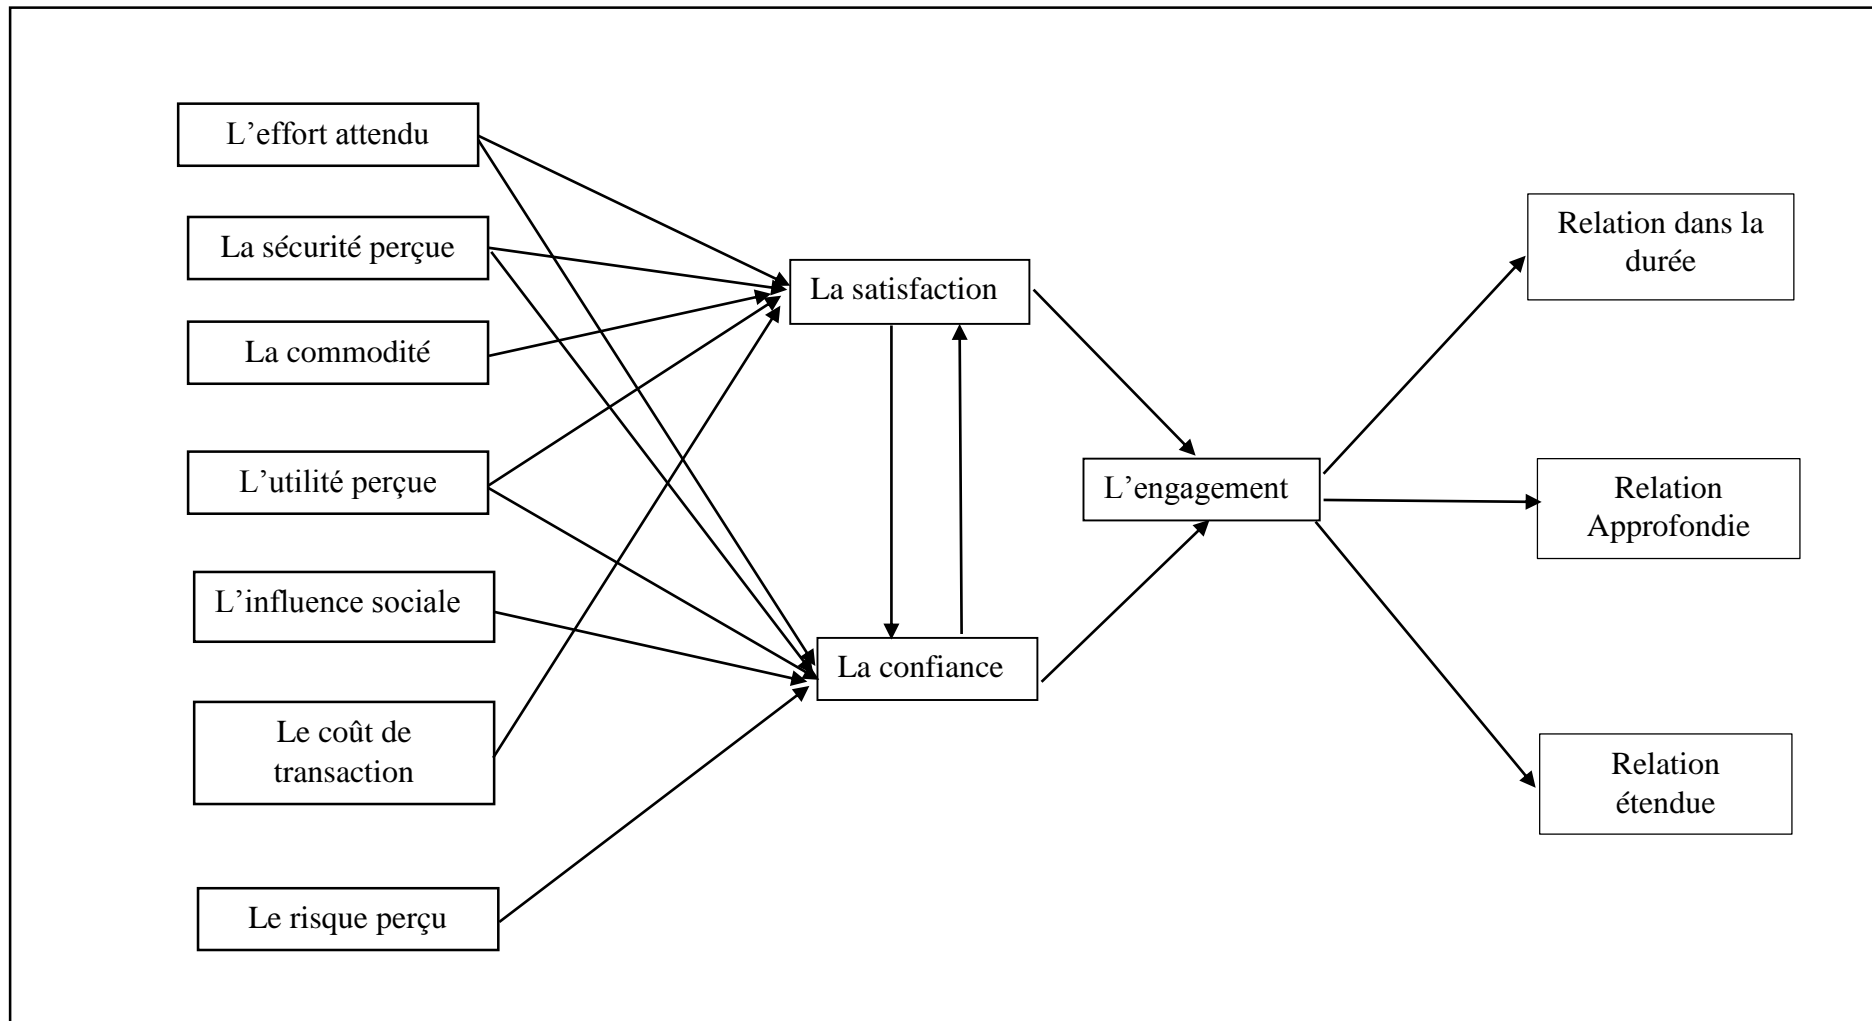 L’effort attendu
La sécurité perçue
La commodité
L’utilité perçue
L’influence sociale
Le coût de
transaction
Le risque perçu
La satisfaction
La confiance
L’engagement
Relation dans la
durée
Relation
Approfondie
Relation
étendue